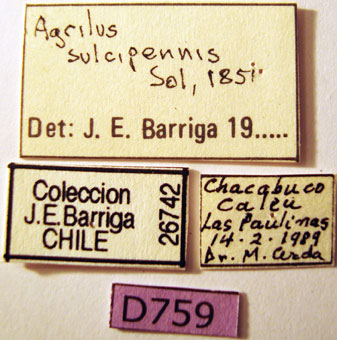 Agrilus
sulcipennis
Sol, 1851
Det: J. E. Barriga 19.....
Coleccion
J.E.Barriga
CHILE
26742
Chacabuco
Caleu
Las Paulinas
14-2-1989
Dr. M. Cerda
D759